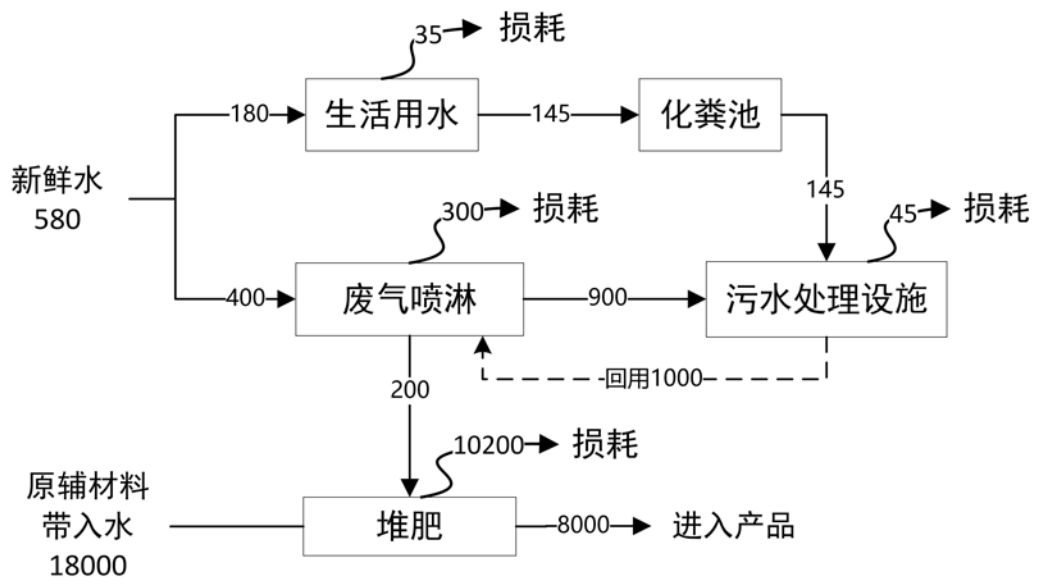 35
损耗
180
生活用水
145
化粪池
新鲜水
580
145
300
损耗
45
损耗
400
废气喷淋
900
污水处理设施
回用1000
200
10200
损耗
原辅材料
带入水
18000
堆肥
8000
进入产品